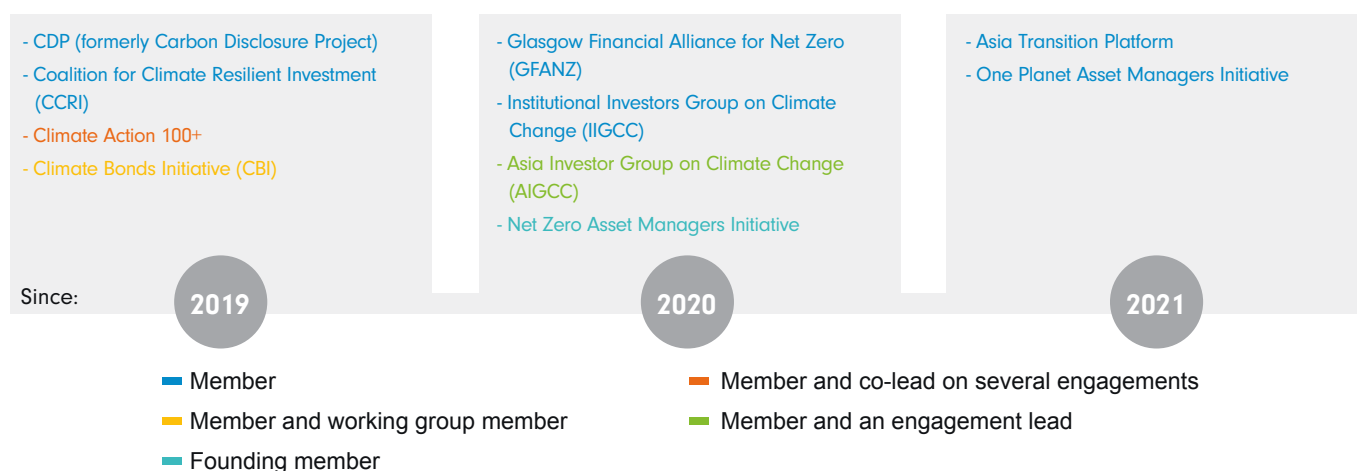 - CDP (formerly Carbon Disclosure Project)
- Coalition for Climate Resilient Investment
(CCRI)
- Climate Action 100+
- Climate Bonds Initiative (CBI)
- Glasgow Financial Alliance for Net Zero
(GFANZ)
- Institutional Investors Group on Climate
Change (IIGCC)
- Asia Investor Group on Climate Change
(AIGCC)
- Net Zero Asset Managers Initiative
- Asia Transition Platform
- One Planet Asset Managers Initiative
Since:
2019
2020
2021
Member
Member and working group member
Founding member
Member and co-lead on several engagements
Member and an engagement lead